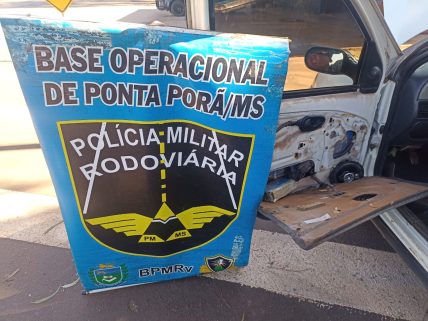 BASE OPERACIONAL
DE PONTA PORÃ/MS
POLÍCIA MILITAR
RODOVIÁRIA
PM MS
BPMRv